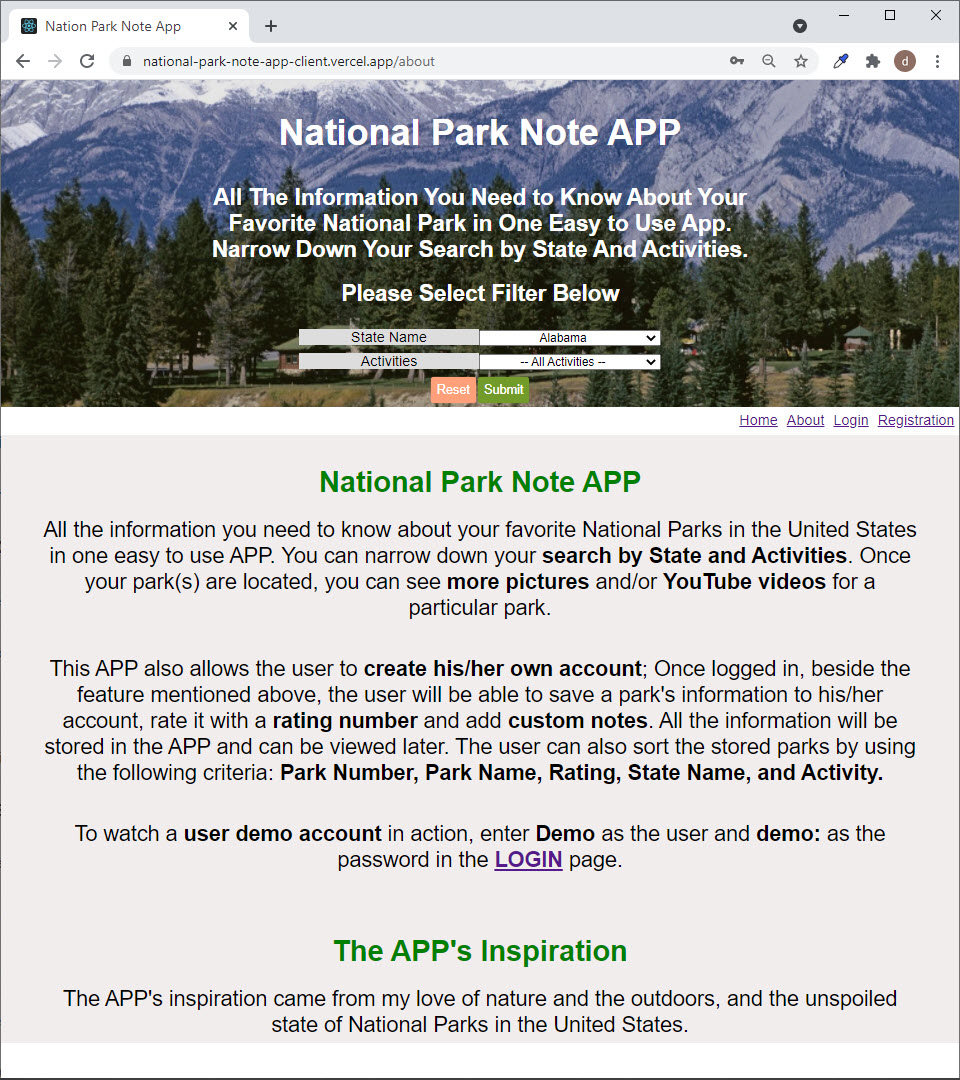 Nation Park Note App
national-park-note-app-client.vercel.app/about
d
National Park Note APP
All The Information You Need to Know About Your
Favorite National Park in One Easy to Use App.
Narrow Down Your Search by State And Activities.
Please Select Filter Below
State Name Alabama
Activities -- All Activities --
Reset Submit
Home About Login Registration
National Park Note APP
All the information you need to know about your favorite National Parks in the United States
in one easy to use APP. You can narrow down your search by State and Activities. Once
your park(s) are located, you can see more pictures and/or YouTube videos for a
particular park.
This APP also allows the user to create his/her own account; Once logged in, beside the
feature mentioned above, the user will be able to save a park's information to his/her
account, rate it with a rating number and add custom notes. All the information will be
stored in the APP and can be viewed later. The user can also sort the stored parks by using
the following criteria: Park Number, Park Name, Rating, State Name, and Activity.
To watch a user demo account in action, enter Demo as the user and demo: as the
password in the LOGIN page.
The APP's Inspiration
The APP's inspiration came from my love of nature and the outdoors, and the unspoiled
state of National Parks in the United States.